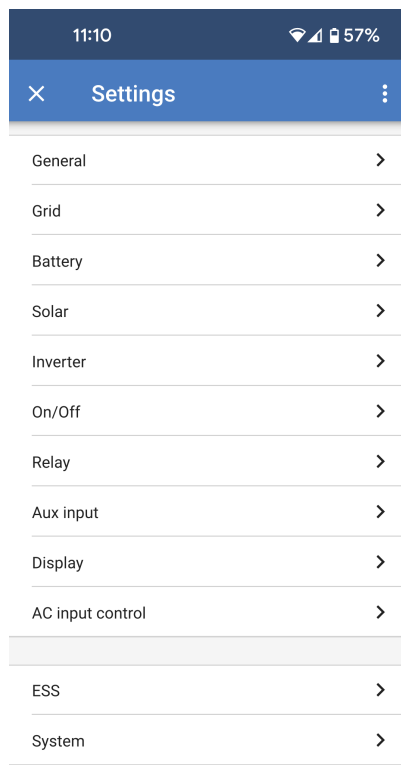 11:10 57%
Settings
General
Grid
Battery
Solar
Inverter
On/Off
Relay
Aux input
Display
AC input control
ESS
System